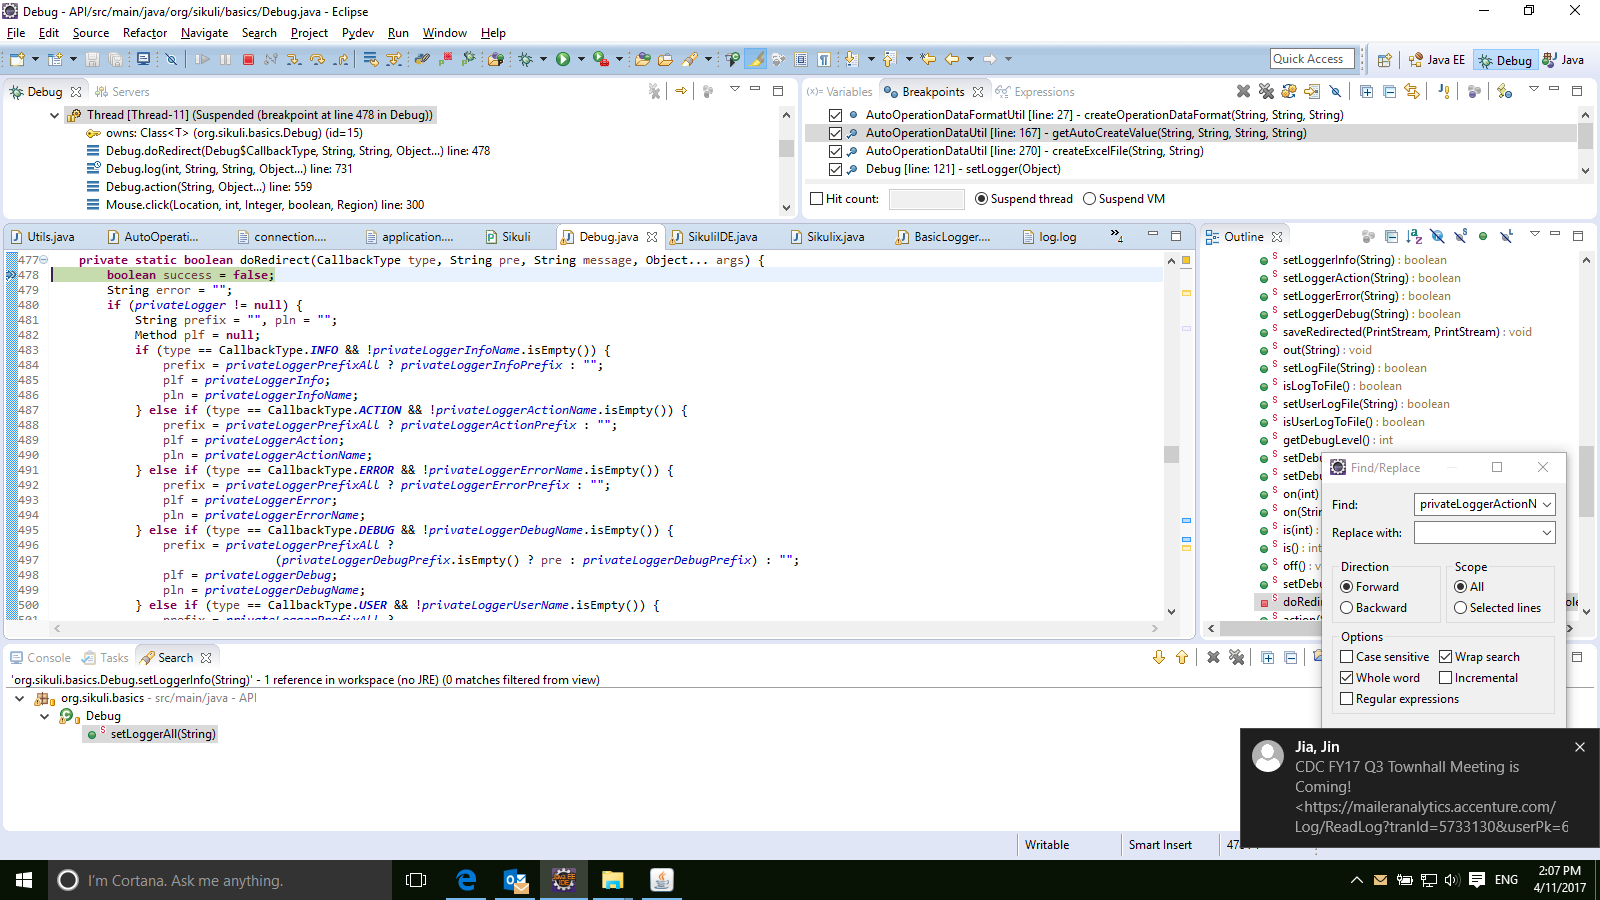 Debug - API/src/main/java/org/sikuli/basics/Debug.java - Eclipse
File Edit Source Refactor Navigate Search Project Pydev Run Window Help
Quick Access Java EE Debug Java
Debug Servers
Thread [Thread-11] (Suspended (breakpoint at line 478 in Debug))
owns: Class<T> (org.sikuli.basics.Debug) (id=15)
Debug.doRedirect(Debug$CallbackType, String, String, Object...) line: 478
Debug.log(int, String, String, Object...) line: 731
Debug.action(String, Object...) line: 559
Mouse.click(Location, int, Integer, boolean, Region) line: 300
(x)= Variables Breakpoints Expressions
AutoOperationDataFormatUtil [line: 27] - createOperationDataFormat(String, String, String)
AutoOperationDataUtil [line: 167] - getAutoCreateValue(String, String, String, String)
AutoOperationDataUtil [line: 270] - createExcelFile(String, String)
Debug [line: 121] - setLogger(Object)
Hit count: Suspend thread Suspend VM
Utils.java AutoOperati... connection.... application.... Sikuli Debug.java SikuliIDE.java Sikulix.java BasicLogger.... log.log »4
477 private static boolean doRedirect(CallbackType type, String pre, String message, Object... args) {
478 boolean success = false;
479 String error = "";
480 if (privateLogger != null) {
481 String prefix = "", pln = "";
482 Method plf = null;
483 if (type == CallbackType.INFO && !privateLoggerInfoName.isEmpty()) {
484 prefix = privateLoggerPrefixAll ? privateLoggerInfoPrefix : "";
485 plf = privateLoggerInfo;
486 pln = privateLoggerInfoName;
487 } else if (type == CallbackType.ACTION && !privateLoggerActionName.isEmpty()) {
488 prefix = privateLoggerPrefixAll ? privateLoggerActionPrefix : "";
489 plf = privateLoggerAction;
490 pln = privateLoggerActionName;
491 } else if (type == CallbackType.ERROR && !privateLoggerErrorName.isEmpty()) {
492 prefix = privateLoggerPrefixAll ? privateLoggerErrorPrefix : "";
493 plf = privateLoggerError;
494 pln = privateLoggerErrorName;
495 } else if (type == CallbackType.DEBUG && !privateLoggerDebugName.isEmpty()) {
496 prefix = privateLoggerPrefixAll ?
497 (privateLoggerDebugPrefix.isEmpty() ? pre : privateLoggerDebugPrefix) : "";
498 plf = privateLoggerDebug;
499 pln = privateLoggerDebugName;
500 } else if (type == CallbackType.USER && !privateLoggerUserName.isEmpty()) {
Outline
setLoggerInfo(String) : boolean
setLoggerAction(String) : boolean
setLoggerError(String) : boolean
setLoggerDebug(String) : boolean
saveRedirected(PrintStream, PrintStream) : void
out(String) : void
setLogFile(String) : boolean
isLogToFile() : boolean
setUserLogFile(String) : boolean
isUserLogToFile() : boolean
getDebugLevel() : int
setDebu
setDebu
on(int)
on(Strin
is(int) :
is() : int
off() : v
setDebu
doRedir
Find/Replace
Find: privateLoggerActionN
Replace with:
Direction Scope
Forward All
Backward Selected lines
Options
Case sensitive Wrap search
Whole word Incremental
Regular expressions
Console Tasks Search
'org.sikuli.basics.Debug.setLoggerInfo(String)' - 1 reference in workspace (no JRE) (0 matches filtered from view)
org.sikuli.basics - src/main/java - API
Debug
setLoggerAll(String)
Jia, Jin
CDC FY17 Q3 Townhall Meeting is
Coming!
<https://maileranalytics.accenture.com/
Log/ReadLog?tranId=5733130&userPk=6
Writable Smart Insert
I'm Cortana. Ask me anything.
ENG
2:07 PM
4/11/2017